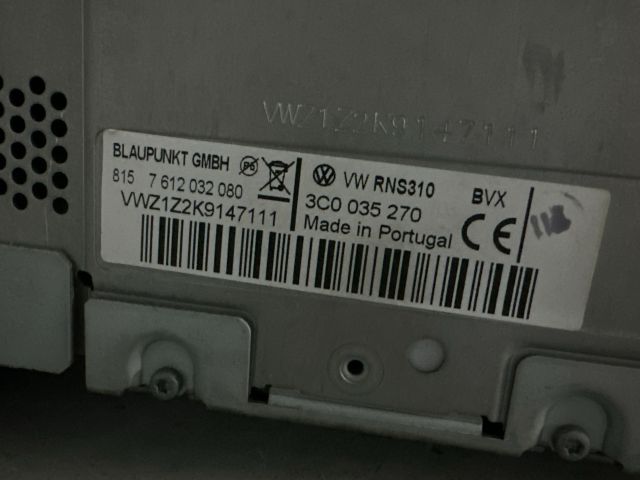 VWZ1Z2K9147111
BLAUPUNKT GMBH
815 7 612 032 080
VWZ1Z2K9147111
VW RNS310 BVX
3C0 035 270
Made in Portugal CE